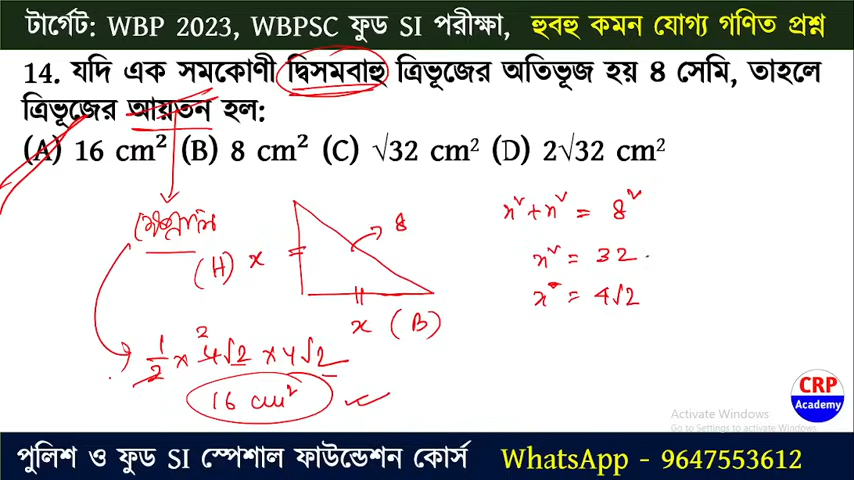 টার্গেট: WBP 2023, WBPSC ফুড SI পরীক্ষা, হুবহু কমন যোগ্য গণিত প্রশ্ন
14. যদি এক সমকোণী দ্বিসমবাহু ত্রিভুজের অতিভুজ হয় ৪ সেমি, তাহলে
ত্রিভুজের আয়তন হল:
(A) 16 cm² (B) 8 cm² (C) √32 cm² (D) 2√32 cm²
ক্ষেত্রফল
(H) x
8
x (B)
x² + x² = 8²
x² = 32
x = 4√2
1/2 × 4√2 × 4√2
2
16 cm²
CRP
Academy
Activate Windows
Go to Settings to activate Windows.
পুলিশ ও ফুড SI স্পেশাল ফাউন্ডেশন কোর্স WhatsApp - 9647553612